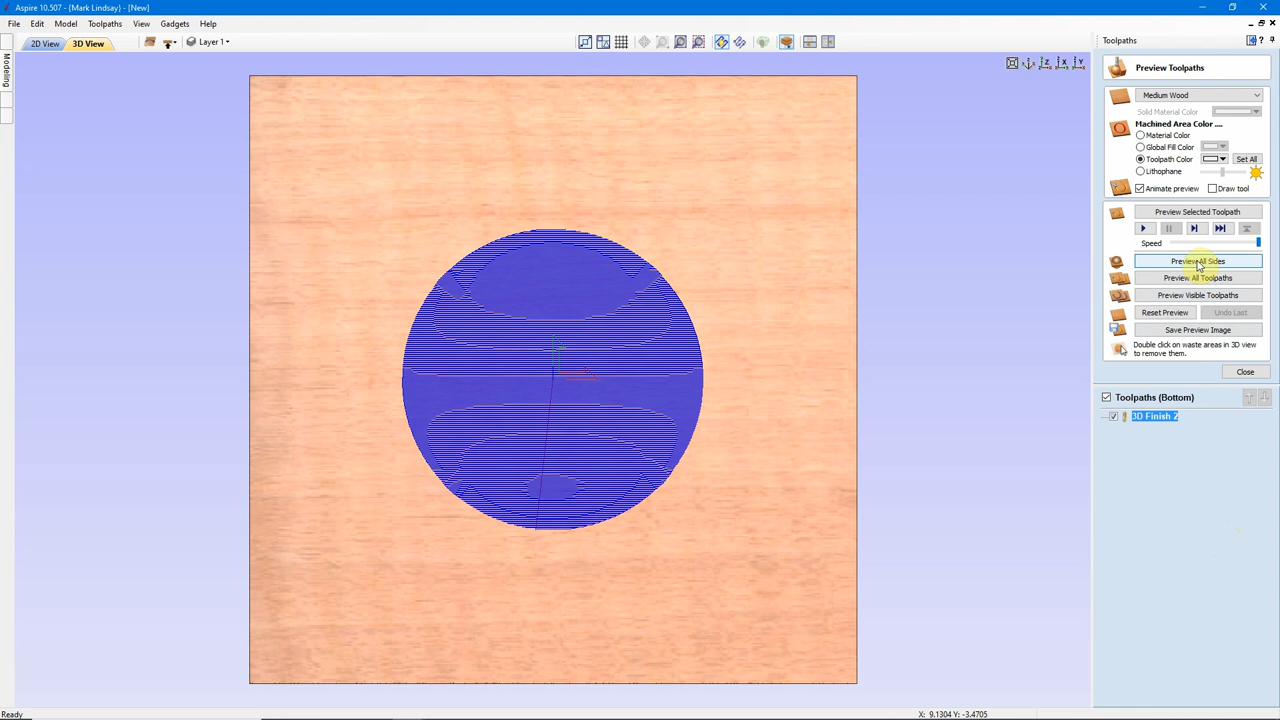 Aspire 10.507 - {Mark Lindsay} - [New]
File Edit Model Toolpaths View Gadgets Help
2D View 3D View Layer 1
Modeling
Toolpaths
Preview Toolpaths
Medium Wood
Solid Material Color
Machined Area Color ....
Material Color
Global Fill Color
Toolpath Color Set All
Lithophane
Animate preview Draw tool
Preview Selected Toolpath
Speed
Preview All Sides
Preview All Toolpaths
Preview Visible Toolpaths
Reset Preview Undo Last
Save Preview Image
Double click on waste areas in 3D view
to remove them.
Close
Toolpaths (Bottom)
3D Finish 2
Ready X: 9.1304 Y: -3.4705